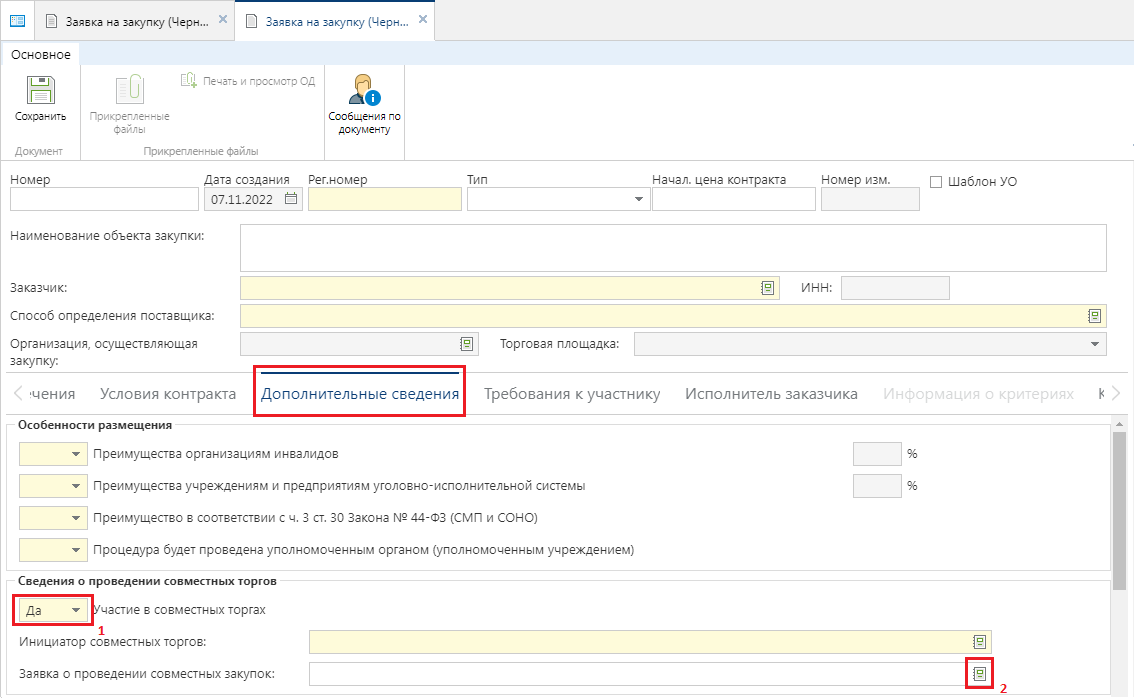 Заявка на закупку (Черн...
Заявка на закупку (Черн...
Основное
Сохранить
Документ
Прикрепленные
файлы
Печать и просмотр ОД
Прикрепленные файлы
Сообщения по
документу
Номер
Дата создания
Рег.номер
Тип
Начал. цена контракта
Номер изм.
Шаблон УО
07.11.2022
Наименование объекта закупки:
Заказчик:
ИНН:
Способ определения поставщика:
Организация, осуществляющая
закупку:
Торговая площадка:
чения
Условия контракта
Дополнительные сведения
Требования к участнику
Исполнитель заказчика
Информация о критериях
К
Особенности размещения
Преимущества организациям инвалидов
%
Преимущества учреждениям и предприятиям уголовно-исполнительной системы
%
Преимущество в соответствии с ч. 3 ст. 30 Закона № 44-ФЗ (СМП и СОНО)
Процедура будет проведена уполномоченным органом (уполномоченным учреждением)
Сведения о проведении совместных торгов
Да
Участие в совместных торгах
1
Инициатор совместных торгов:
Заявка о проведении совместных закупок:
2